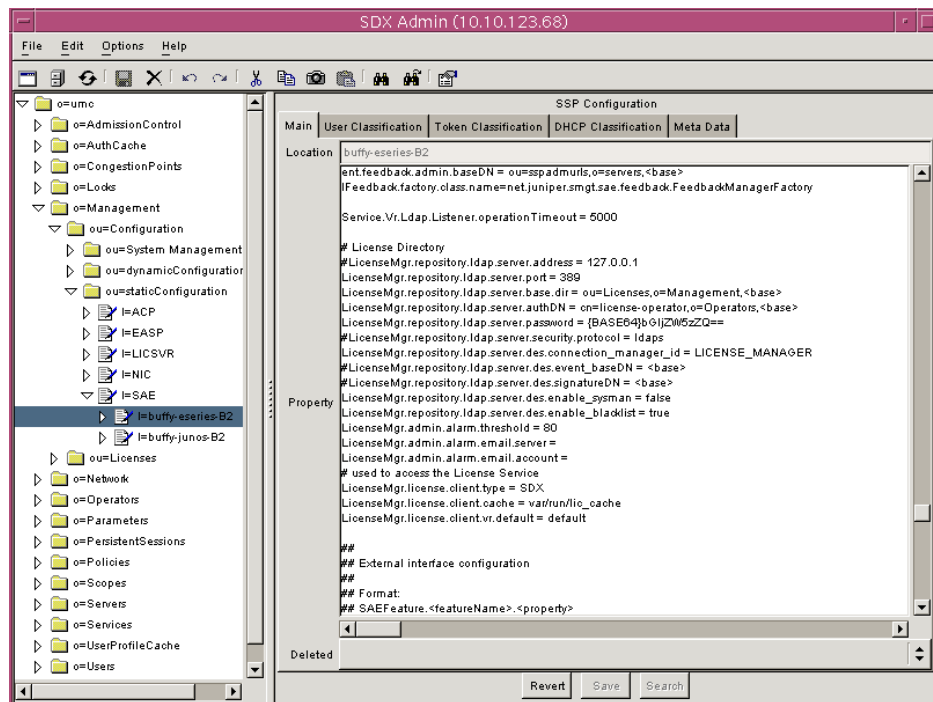 SDX Admin (10.10.123.68)
File Edit Options Help
o=umc
o=AdmissionControl
o=AuthCache
o=CongestionPoints
o=Locks
o=Management
ou=Configuration
ou=System Management
ou=dynamicConfiguration
ou=staticConfiguration
l=ACP
l=EASP
l=LICSVR
l=NIC
l=SAE
l=buffy-eseries-B2
l=buffy-junos-B2
ou=Licenses
o=Network
o=Operators
o=Parameters
o=PersistentSessions
o=Policies
o=Scopes
o=Servers
o=Services
o=UserProfileCache
o=Users
SSP Configuration
Main User Classification Token Classification DHCP Classification Meta Data
Location buffy-eseries-B2
Property
ent.feedback.admin.baseDN = ou=sspadmurls,o=servers,<base>
IFeedback.factory.class.name=net.juniper.smgt.sae.feedback.FeedbackManagerFactory
Service.Vr.Ldap.Listener.operationTimeout = 5000
# License Directory
#LicenseMgr.repository.ldap.server.address = 127.0.0.1
LicenseMgr.repository.ldap.server.port = 389
LicenseMgr.repository.ldap.server.base.dir = ou=Licenses,o=Management,<base>
LicenseMgr.repository.ldap.server.authDN = cn=license-operator,o=Operators,<base>
LicenseMgr.repository.ldap.server.password = {BASE64}bGljZW5zZQ==
#LicenseMgr.repository.ldap.server.security.protocol = ldaps
LicenseMgr.repository.ldap.server.des.connection_manager_id = LICENSE_MANAGER
#LicenseMgr.repository.ldap.server.des.event_baseDN = <base>
#LicenseMgr.repository.ldap.server.des.signatureDN = <base>
LicenseMgr.repository.ldap.server.des.enable_sysman = false
LicenseMgr.repository.ldap.server.des.enable_blacklist = true
LicenseMgr.admin.alarm.threshold = 80
LicenseMgr.admin.alarm.email.server =
LicenseMgr.admin.alarm.email.account =
# used to access the License Service
LicenseMgr.license.client.type = SDX
LicenseMgr.license.client.cache = var/run/lic_cache
LicenseMgr.license.client.vr.default = default
##
## External interface configuration
##
## Format:
## SAEFeature.<featureName>.<property>
Deleted
Revert Save Search